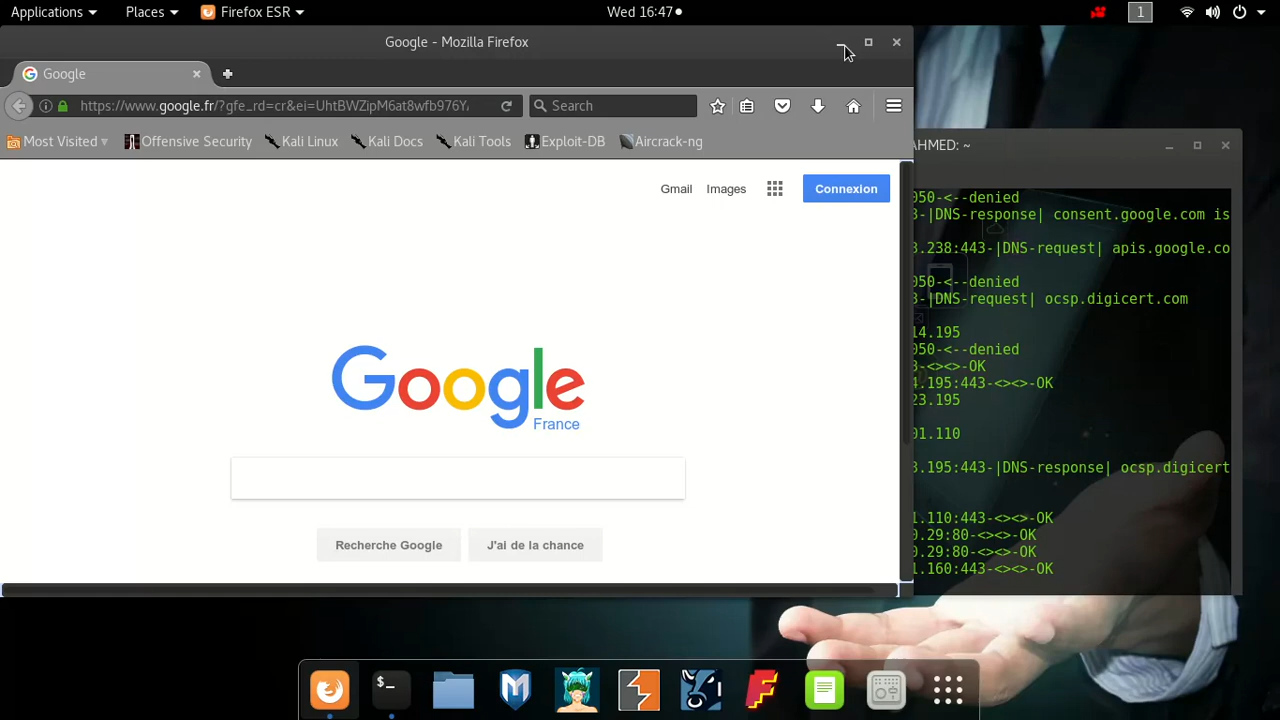 Applications Places Firefox ESR Wed 16:47 1
Google - Mozilla Firefox
Google
https://www.google.fr/?gfe_rd=cr&ei=UhtBWZipM6at8wfb976Y Search
Most Visited Offensive Security Kali Linux Kali Docs Kali Tools Exploit-DB Aircrack-ng
Gmail Images Connexion
Google
France
Recherche Google J'ai de la chance
AHMED: ~
050-<--denied
3-|DNS-response| consent.google.com is
3.238:443-|DNS-request| apis.google.co
050-<--denied
3-|DNS-request| ocsp.digicert.com
14.195
050-<--denied
3-<><>-OK
4.195:443-<><>-OK
23.195
01.110
3.195:443-|DNS-response| ocsp.digicert
1.110:443-<><>-OK
0.29:80-<><>-OK
0.29:80-<><>-OK
1.160:443-<><>-OK
$-_